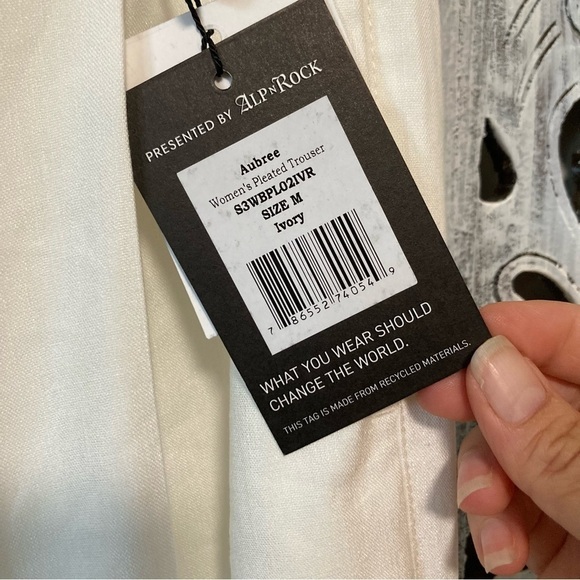 PRESENTED BY ALPNROCK
Aubree
Women's Pleated Trouser
S3WBPL02IVR
SIZE M
Ivory
7 86552 74054 9
WHAT YOU WEAR SHOULD
CHANGE THE WORLD.
THIS TAG IS MADE FROM RECYCLED MATERIALS.